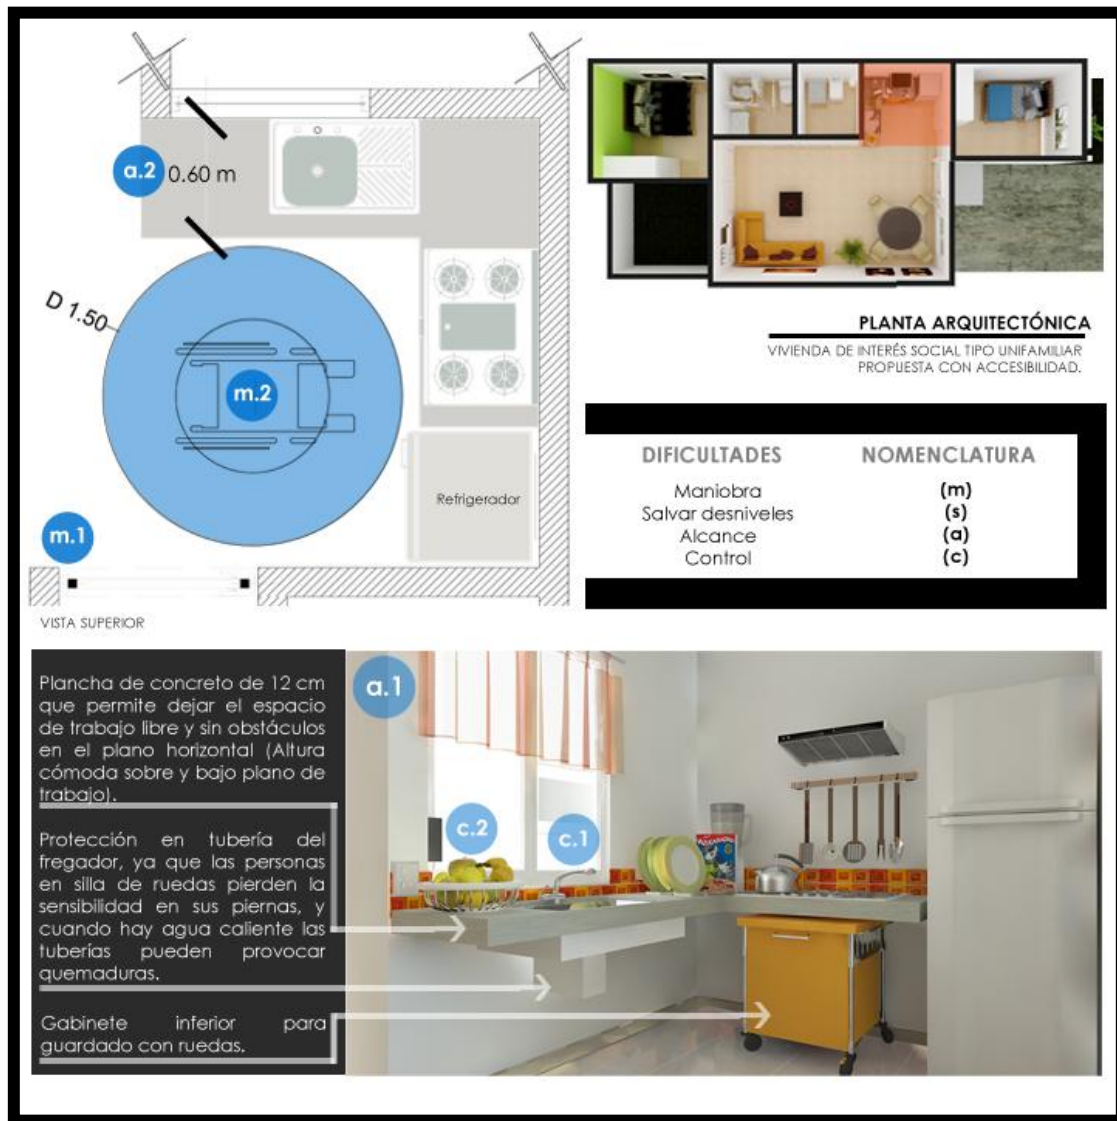 a.2 0.60 m
D 1.50
m.2
Refrigerador
m.1
VISTA SUPERIOR
PLANTA ARQUITECTÓNICA
VIVIENDA DE INTERÉS SOCIAL TIPO UNIFAMILIAR
PROPUESTA CON ACCESIBILIDAD.
DIFICULTADES NOMENCLATURA
Maniobra (m)
Salvar desniveles (s)
Alcance (a)
Control (c)
Plancha de concreto de 12 cm
que permite dejar el espacio
de trabajo libre y sin obstáculos
en el plano horizontal (Altura
cómoda sobre y bajo plano de
trabajo).
Protección en tubería del
fregador, ya que las personas
en silla de ruedas pierden la
sensibilidad en sus piernas, y
cuando hay agua caliente las
tuberías pueden provocar
quemaduras.
Gabinete inferior para
guardado con ruedas.
a.1
c.2
c.1